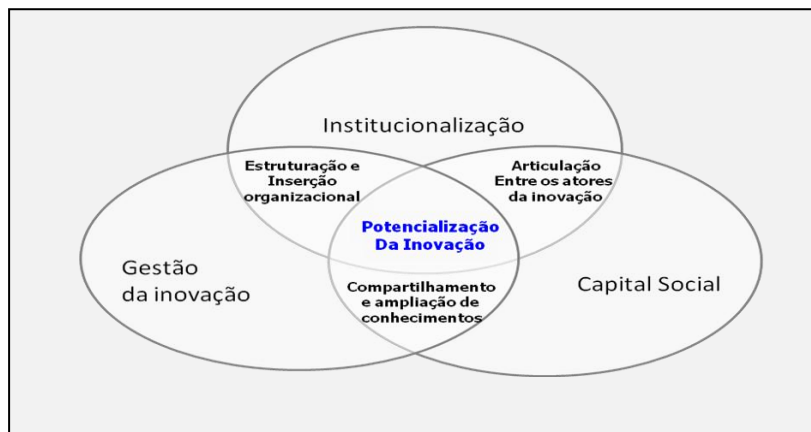 Institucionalização
Estruturação e
Inserção
organizacional
Articulação
Entre os atores
da inovação
Potencialização
Da Inovação
Gestão
da inovação
Capital Social
Compartilhamento
e ampliação de
conhecimentos